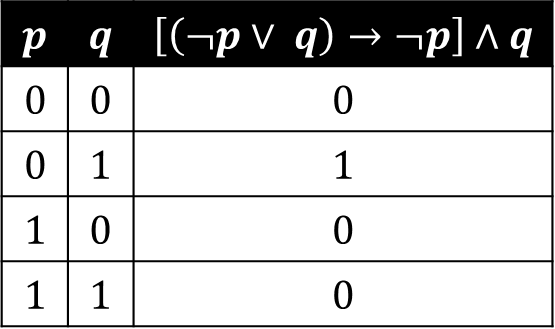 p q [(¬p ∨ q) → ¬p] ∧ q
0 0 0
0 1 1
1 0 0
1 1 0